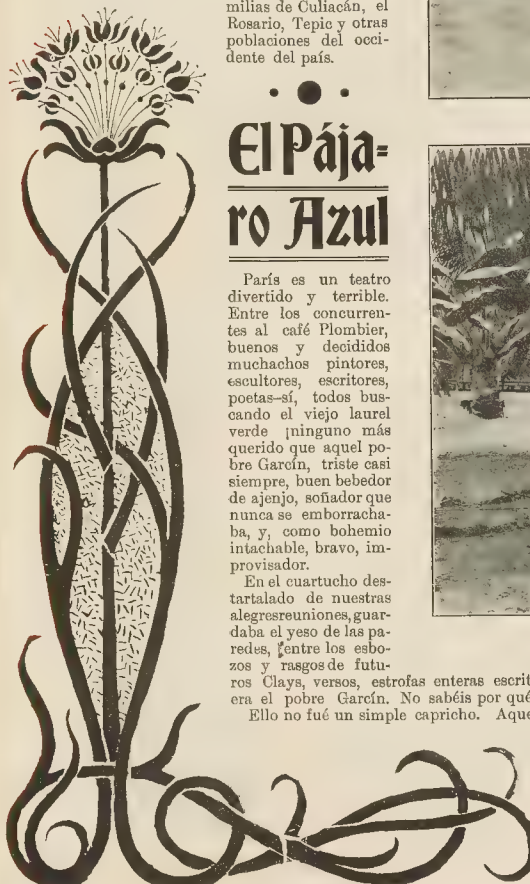 milias de Culiacán, el
Rosario, Tepic y otras
poblaciones del occi-
dente del país.
El Pája-
ro Azul
París es un teatro
divertido y terrible.
Entre los concurren-
tes al café Plombier,
buenos y decididos
muchachos pintores,
escultores, escritores,
poetas—sí, todos bus-
cando el viejo laurel
verde ¡ninguno más
querido que aquel po-
bre Garcín, triste casi
siempre, buen bebedor
de ajenjo, soñador que
nunca se emborracha-
ba, y, como bohemio
intachable, bravo, im-
provisador.
En el cuartucho des-
tartalado de nuestras
alegresreuniones, guar-
daba el yeso de las pa-
redes, entre los esbo-
zos y rasgos de futu-
ros Clays, versos, estrofas enteras escrit
era el pobre Garcín. No sabéis por qué
Ello no fué un simple capricho. Aque